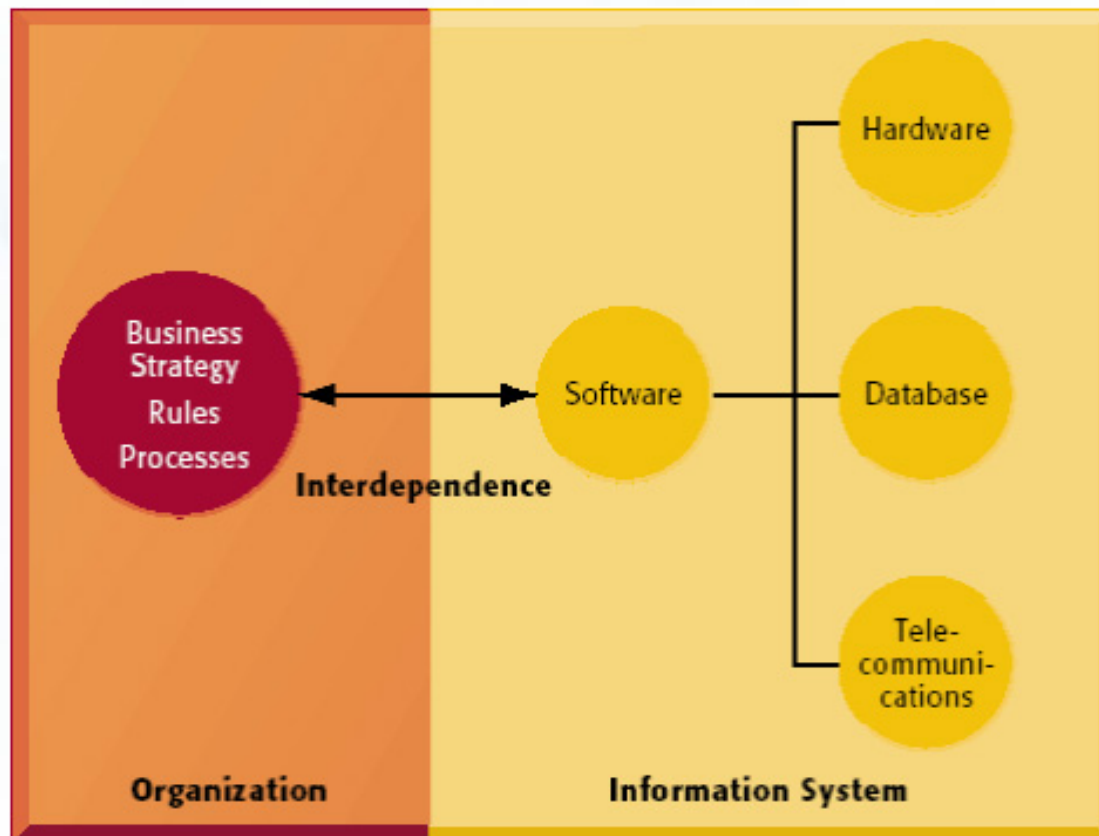 Business
Strategy
Rules
Processes
Interdependence
Software
Hardware
Database
Tele-
communi-
cations
Organization
Information System